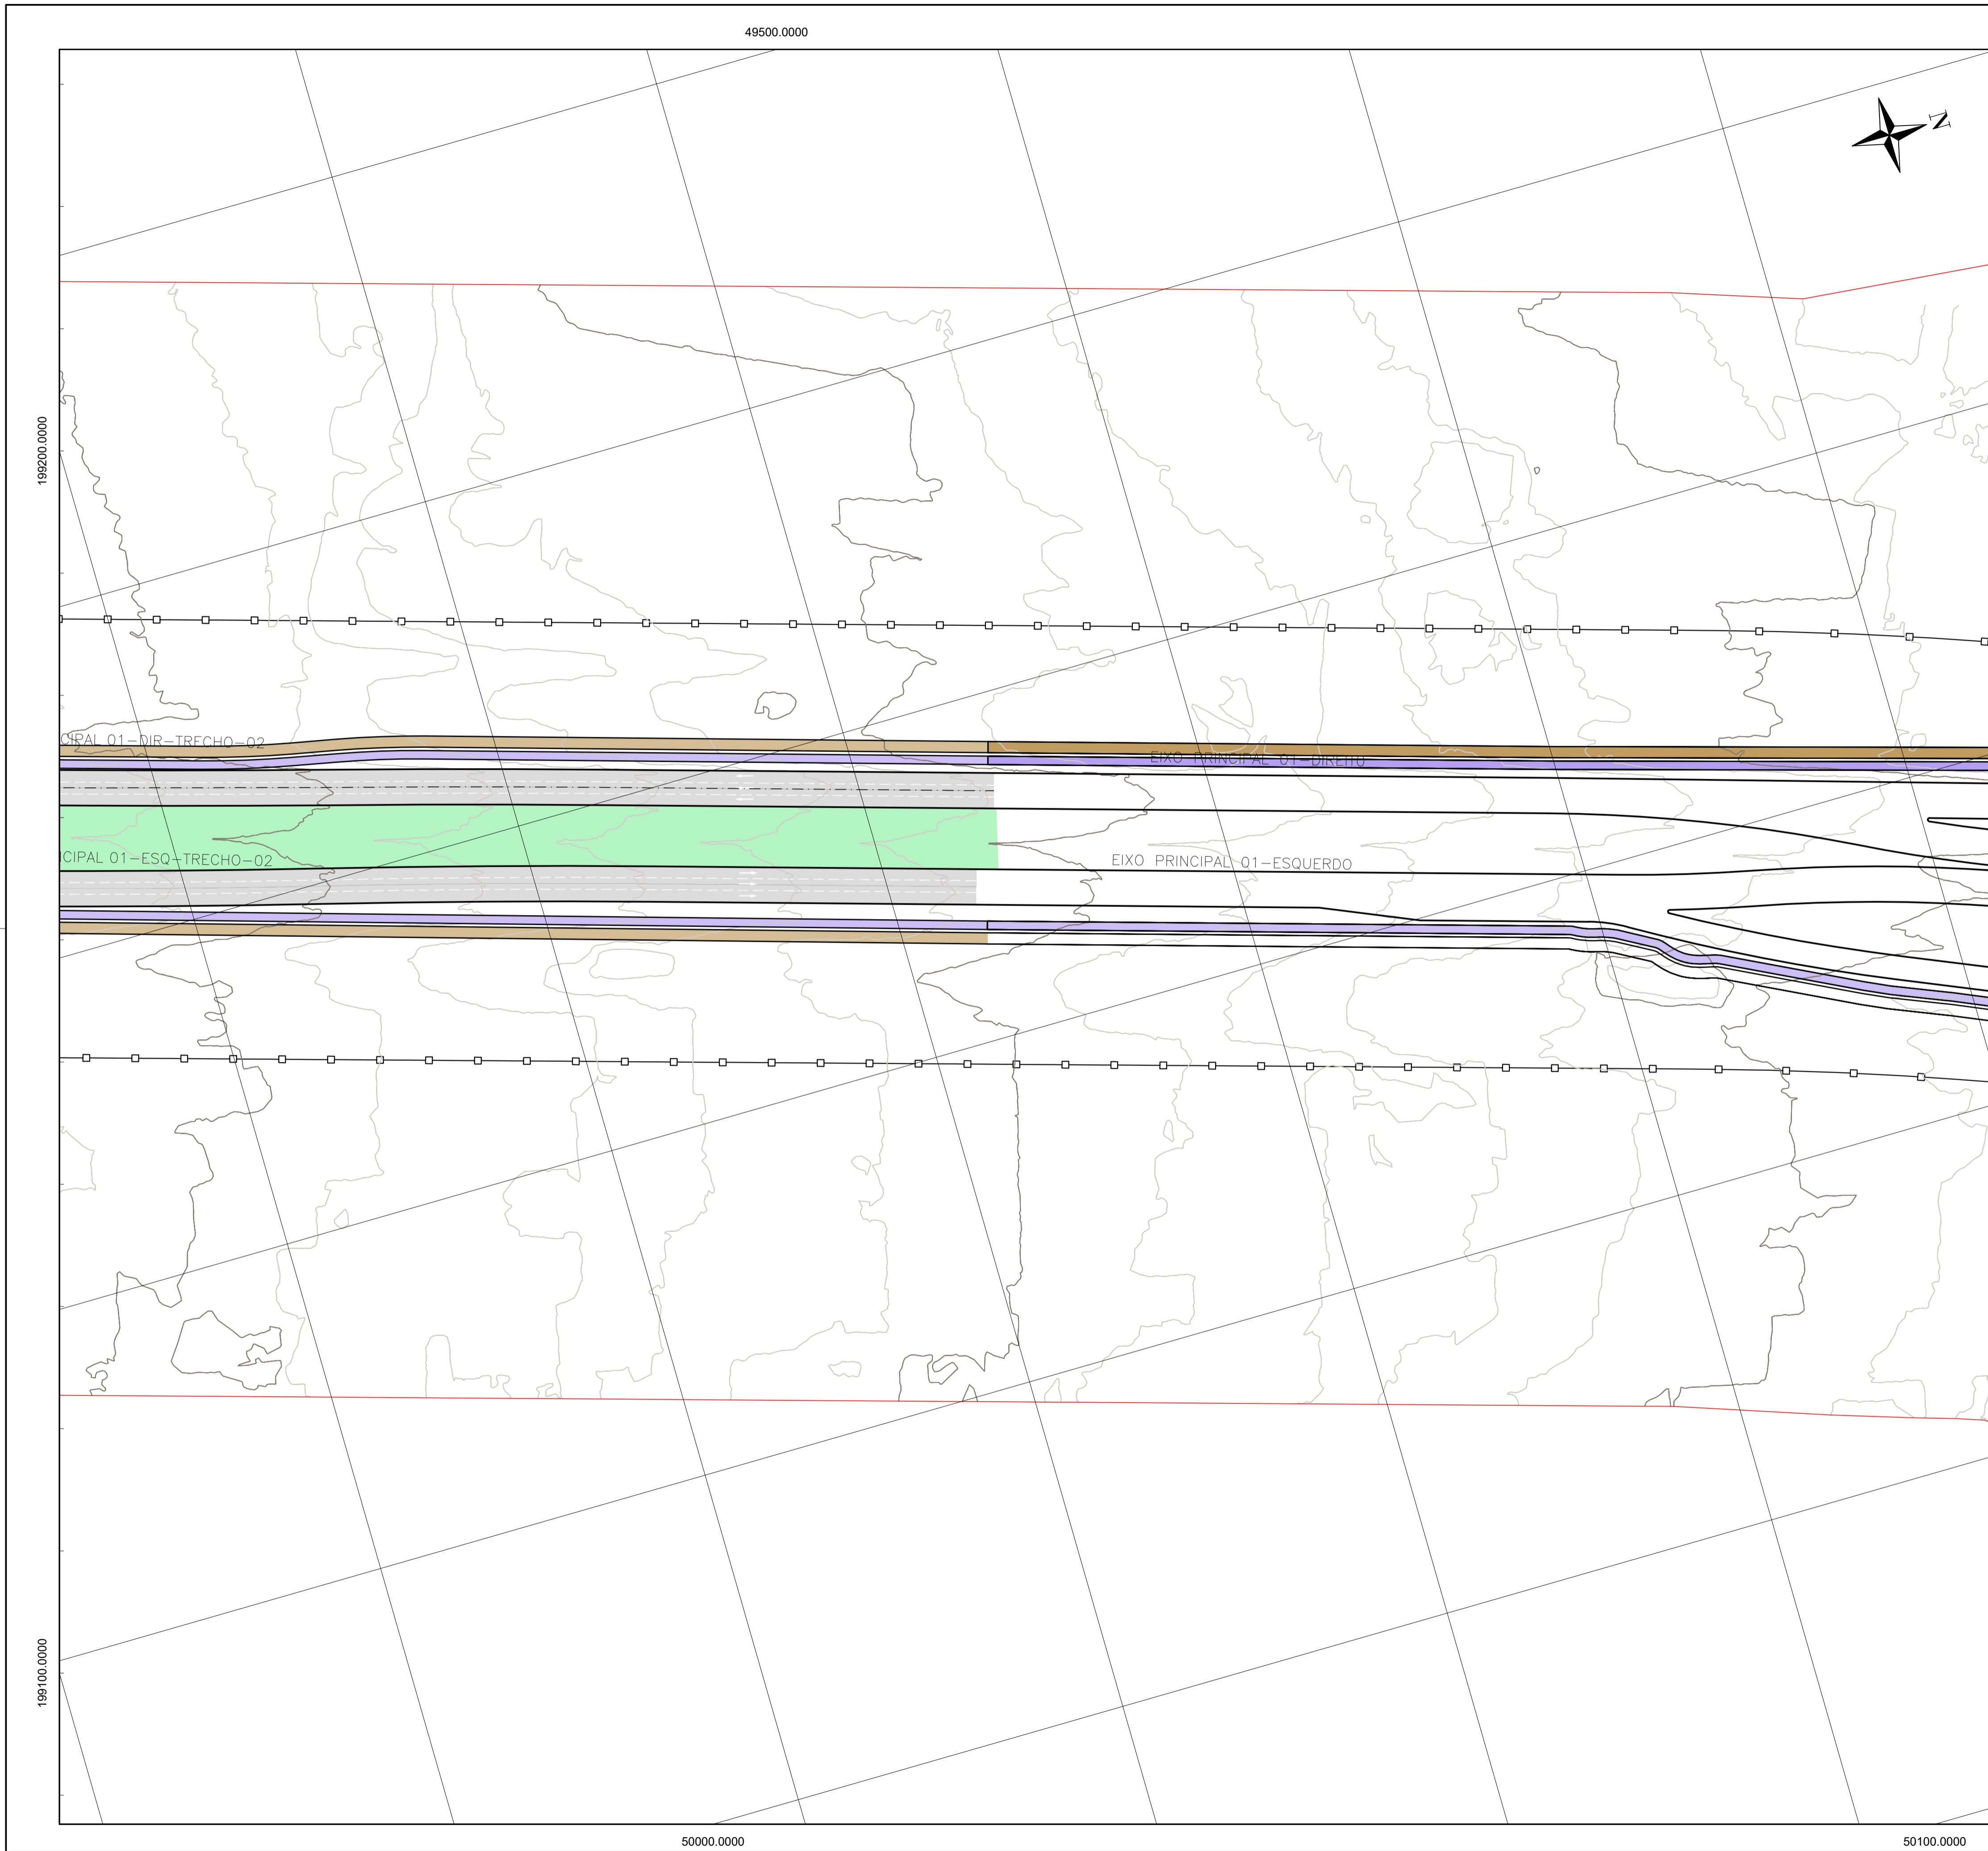 49500.0000
N
199200.0000
CIPAL 01-DIR-TRECHO-02
EIXO PRINCIPAL 01-DIREITO
ICIPAL 01-ESQ-TRECHO-02
EIXO PRINCIPAL 01-ESQUERDO
199100.0000
50000.0000
50100.0000